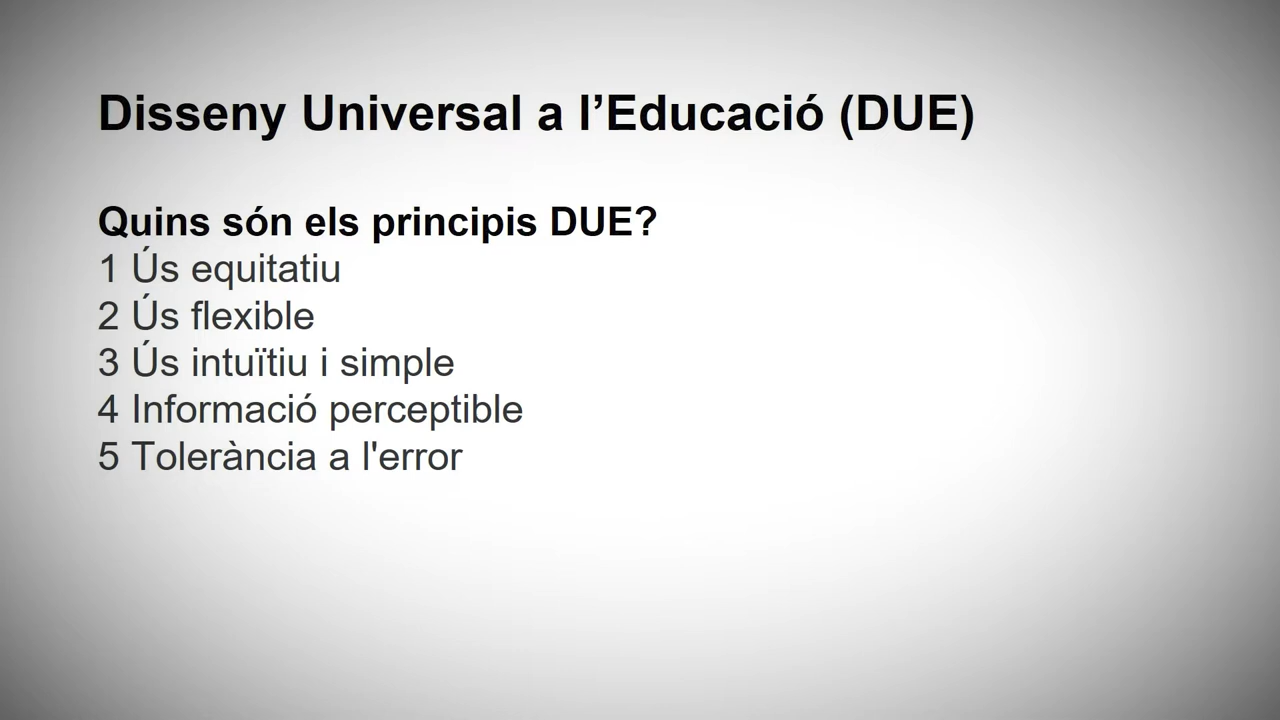 Disseny Universal a l’Educació (DUE)
Quins són els principis DUE?
1 Ús equitatiu
2 Ús flexible
3 Ús intuïtiu i simple
4 Informació perceptible
5 Tolerància a l'error